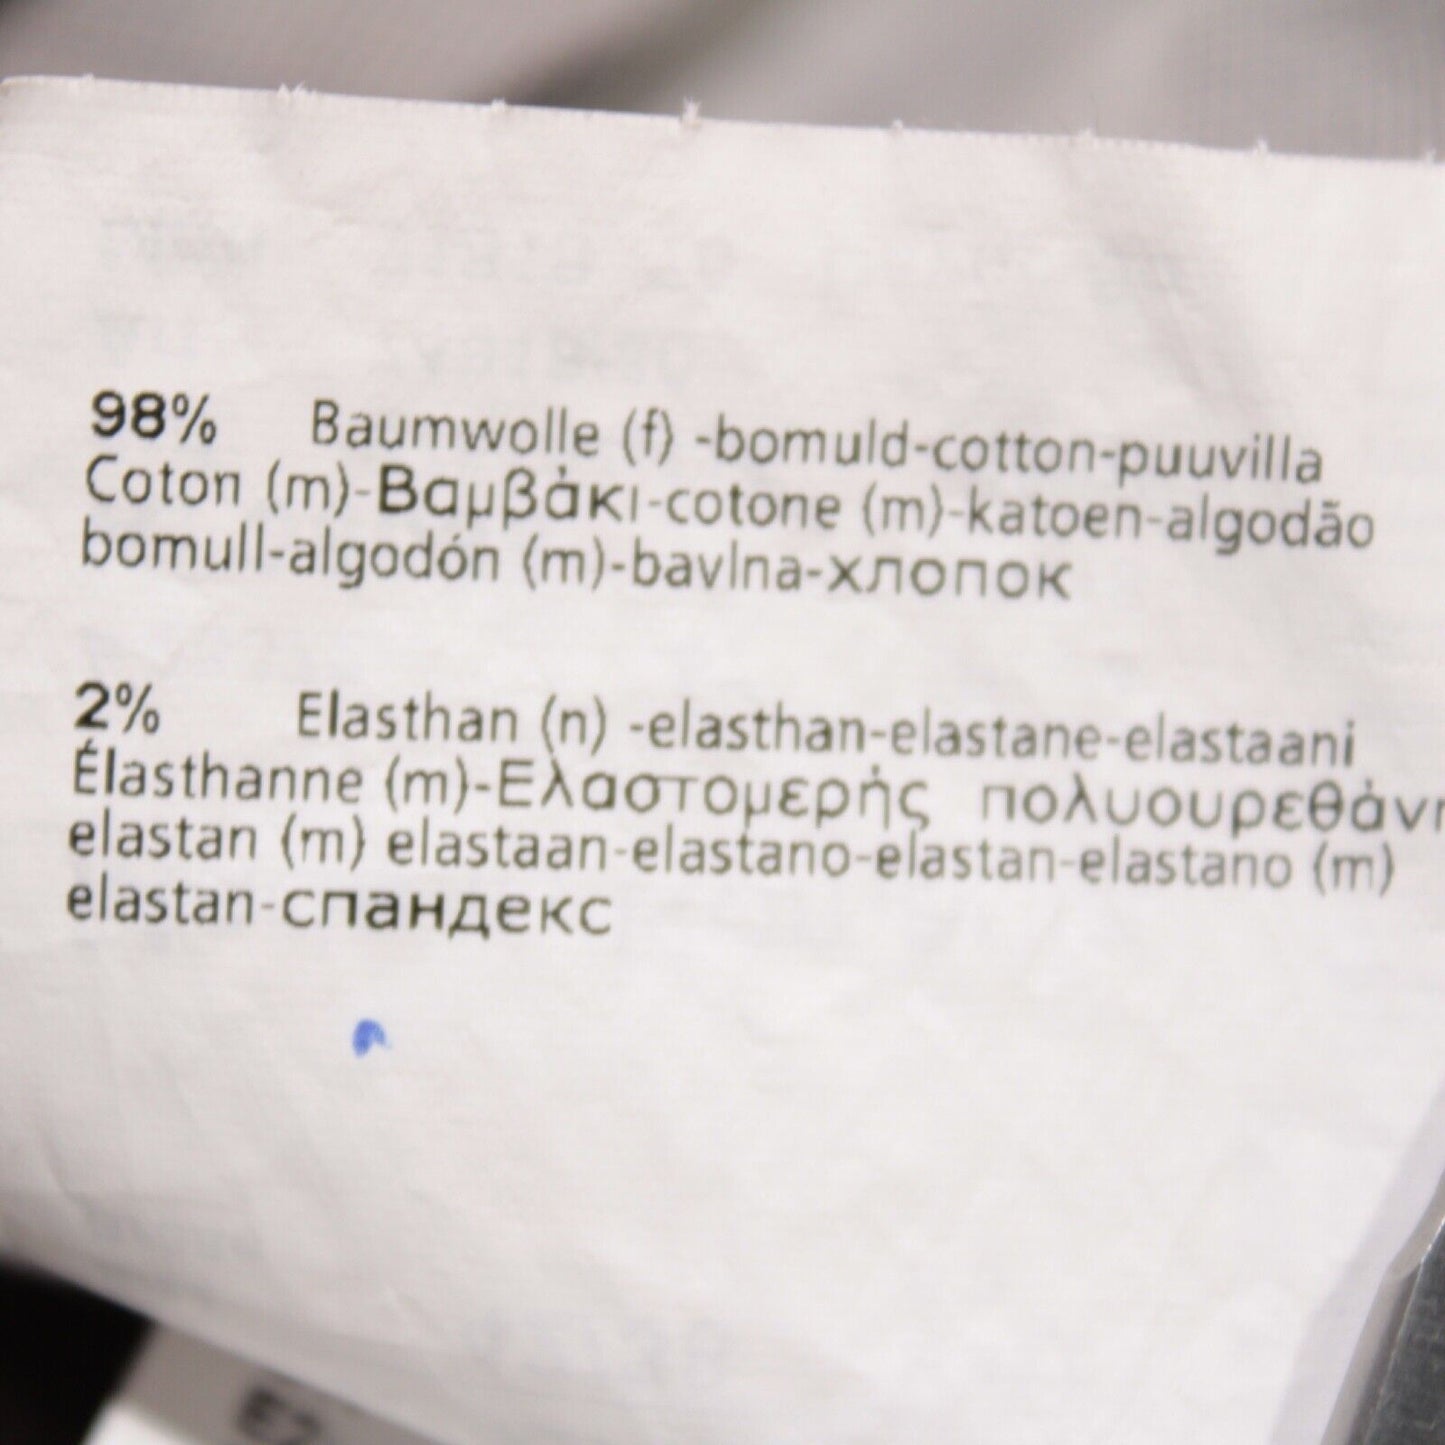 98% Baumwolle (f) -bomuld-cotton-puuvilla
Coton (m)-Βαμβάκι-cotone (m)-katoen-algodão
bomull-algodón (m)-bavlna-хлопок
2% Elasthan (n) -elasthan-elastane-elastaani
Élasthanne (m)-Ελαστομερής
elastan (m) elastaan-elastano-elastan-elastano (m)
elastan-спандекс